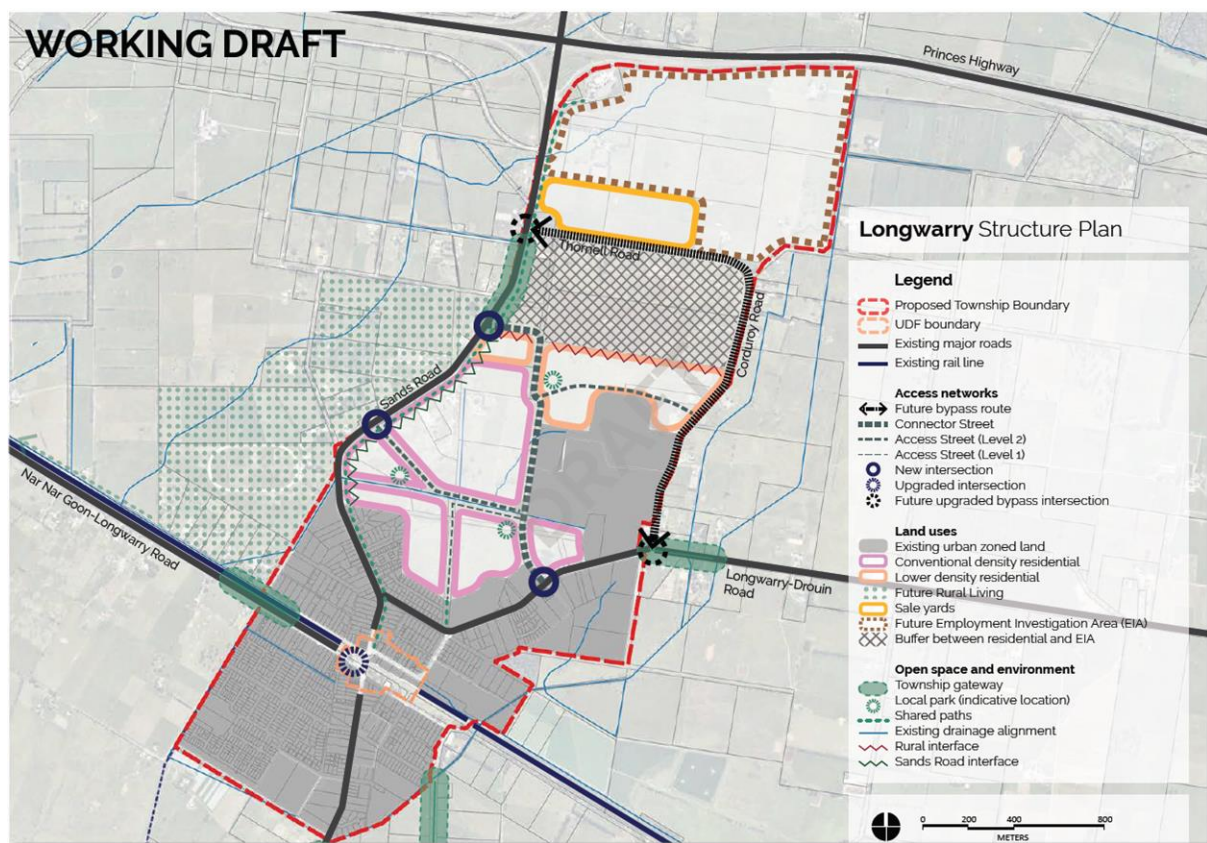 WORKING DRAFT
Princes Highway
Thornell Road
Corduroy Road
Sands Road
DRAFT
Nar Nar Goon-Longwarry Road
Longwarry-Drouin
Road
Longwarry Structure Plan
Legend
Proposed Township Boundary
UDF boundary
Existing major roads
Existing rail line
Access networks
Future bypass route
Connector Street
Access Street (Level 2)
Access Street (Level 1)
New intersection
Upgraded intersection
Future upgraded bypass intersection
Land uses
Existing urban zoned land
Conventional density residential
Lower density residential
Future Rural Living
Sale yards
Future Employment Investigation Area (EIA)
Buffer between residential and EIA
Open space and environment
Township gateway
Local park (indicative location)
Shared paths
Existing drainage alignment
Rural interface
Sands Road interface
0 200 400 800
METERS